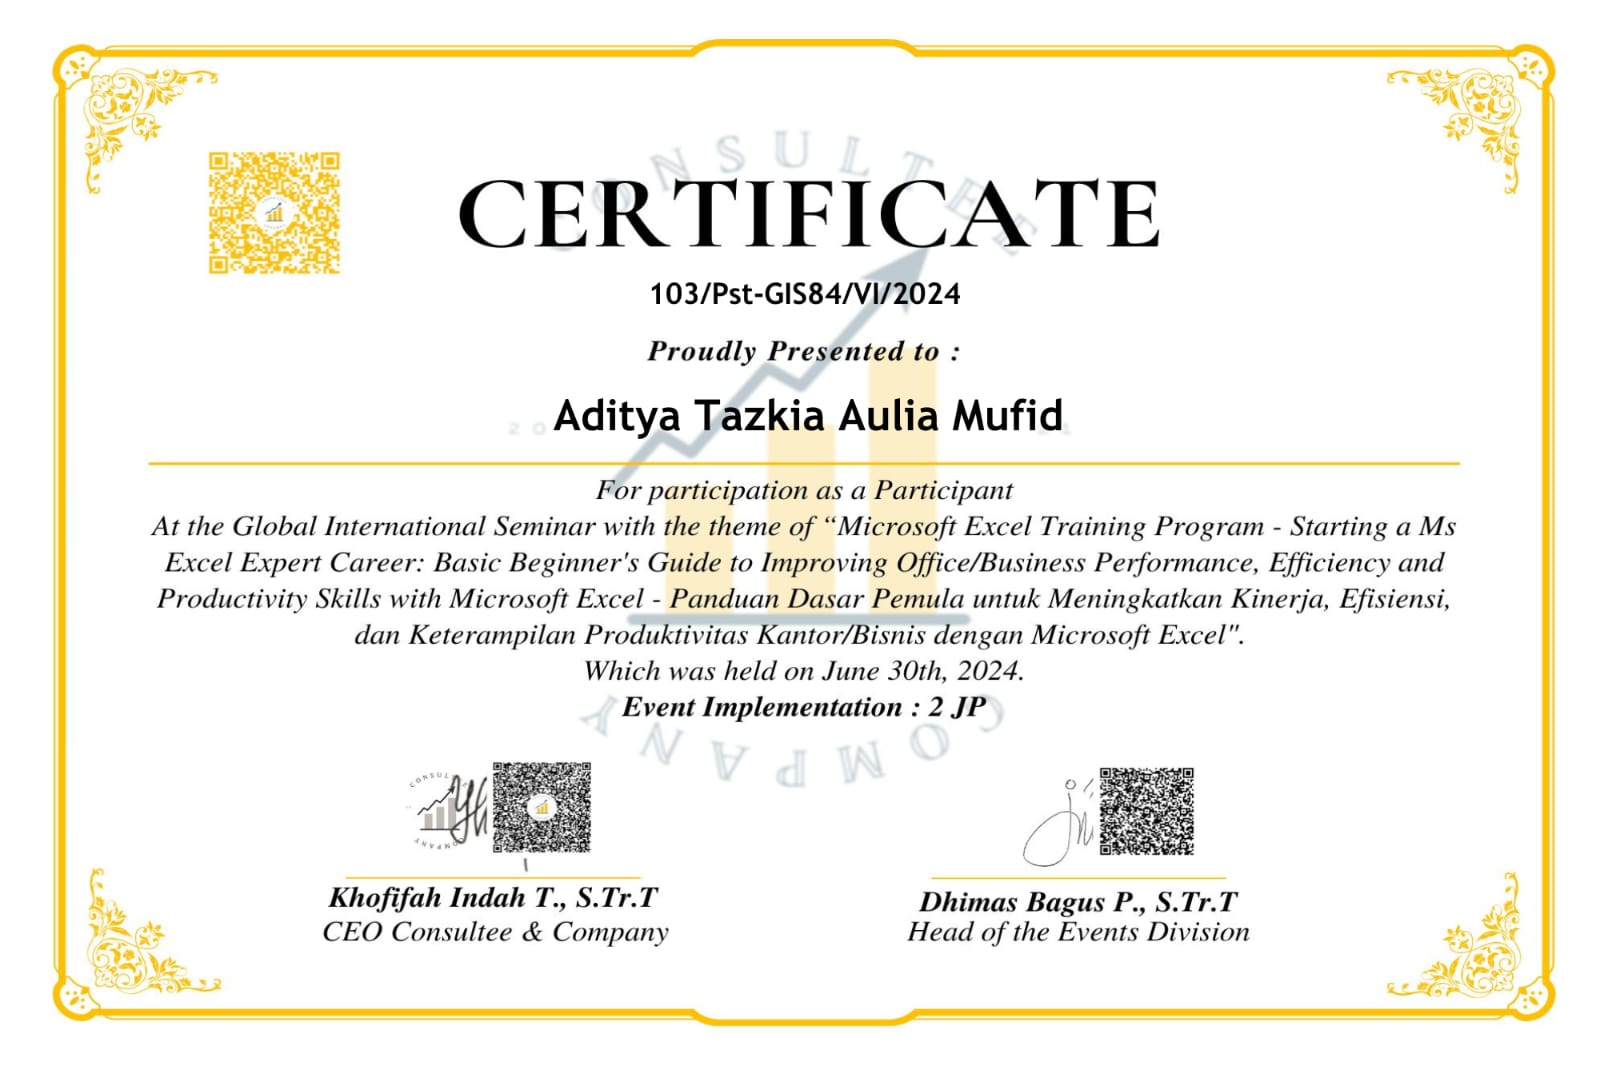 CONSULTEE
CERTIFICATE
103/Pst-GIS84/VI/2024
Proudly Presented to :
Aditya Tazkia Aulia Mufid
For participation as a Participant
At the Global International Seminar with the theme of “Microsoft Excel Training Program - Starting a Ms
Excel Expert Career: Basic Beginner's Guide to Improving Office/Business Performance, Efficiency and
Productivity Skills with Microsoft Excel - Panduan Dasar Pemula untuk Meningkatkan Kinerja, Efisiensi,
dan Keterampilan Produktivitas Kantor/Bisnis dengan Microsoft Excel".
Which was held on June 30th, 2024.
Event Implementation : 2 JP
COMPANY
Khofifah Indah T., S.Tr.T
CEO Consultee & Company
Dhimas Bagus P., S.Tr.T
Head of the Events Division